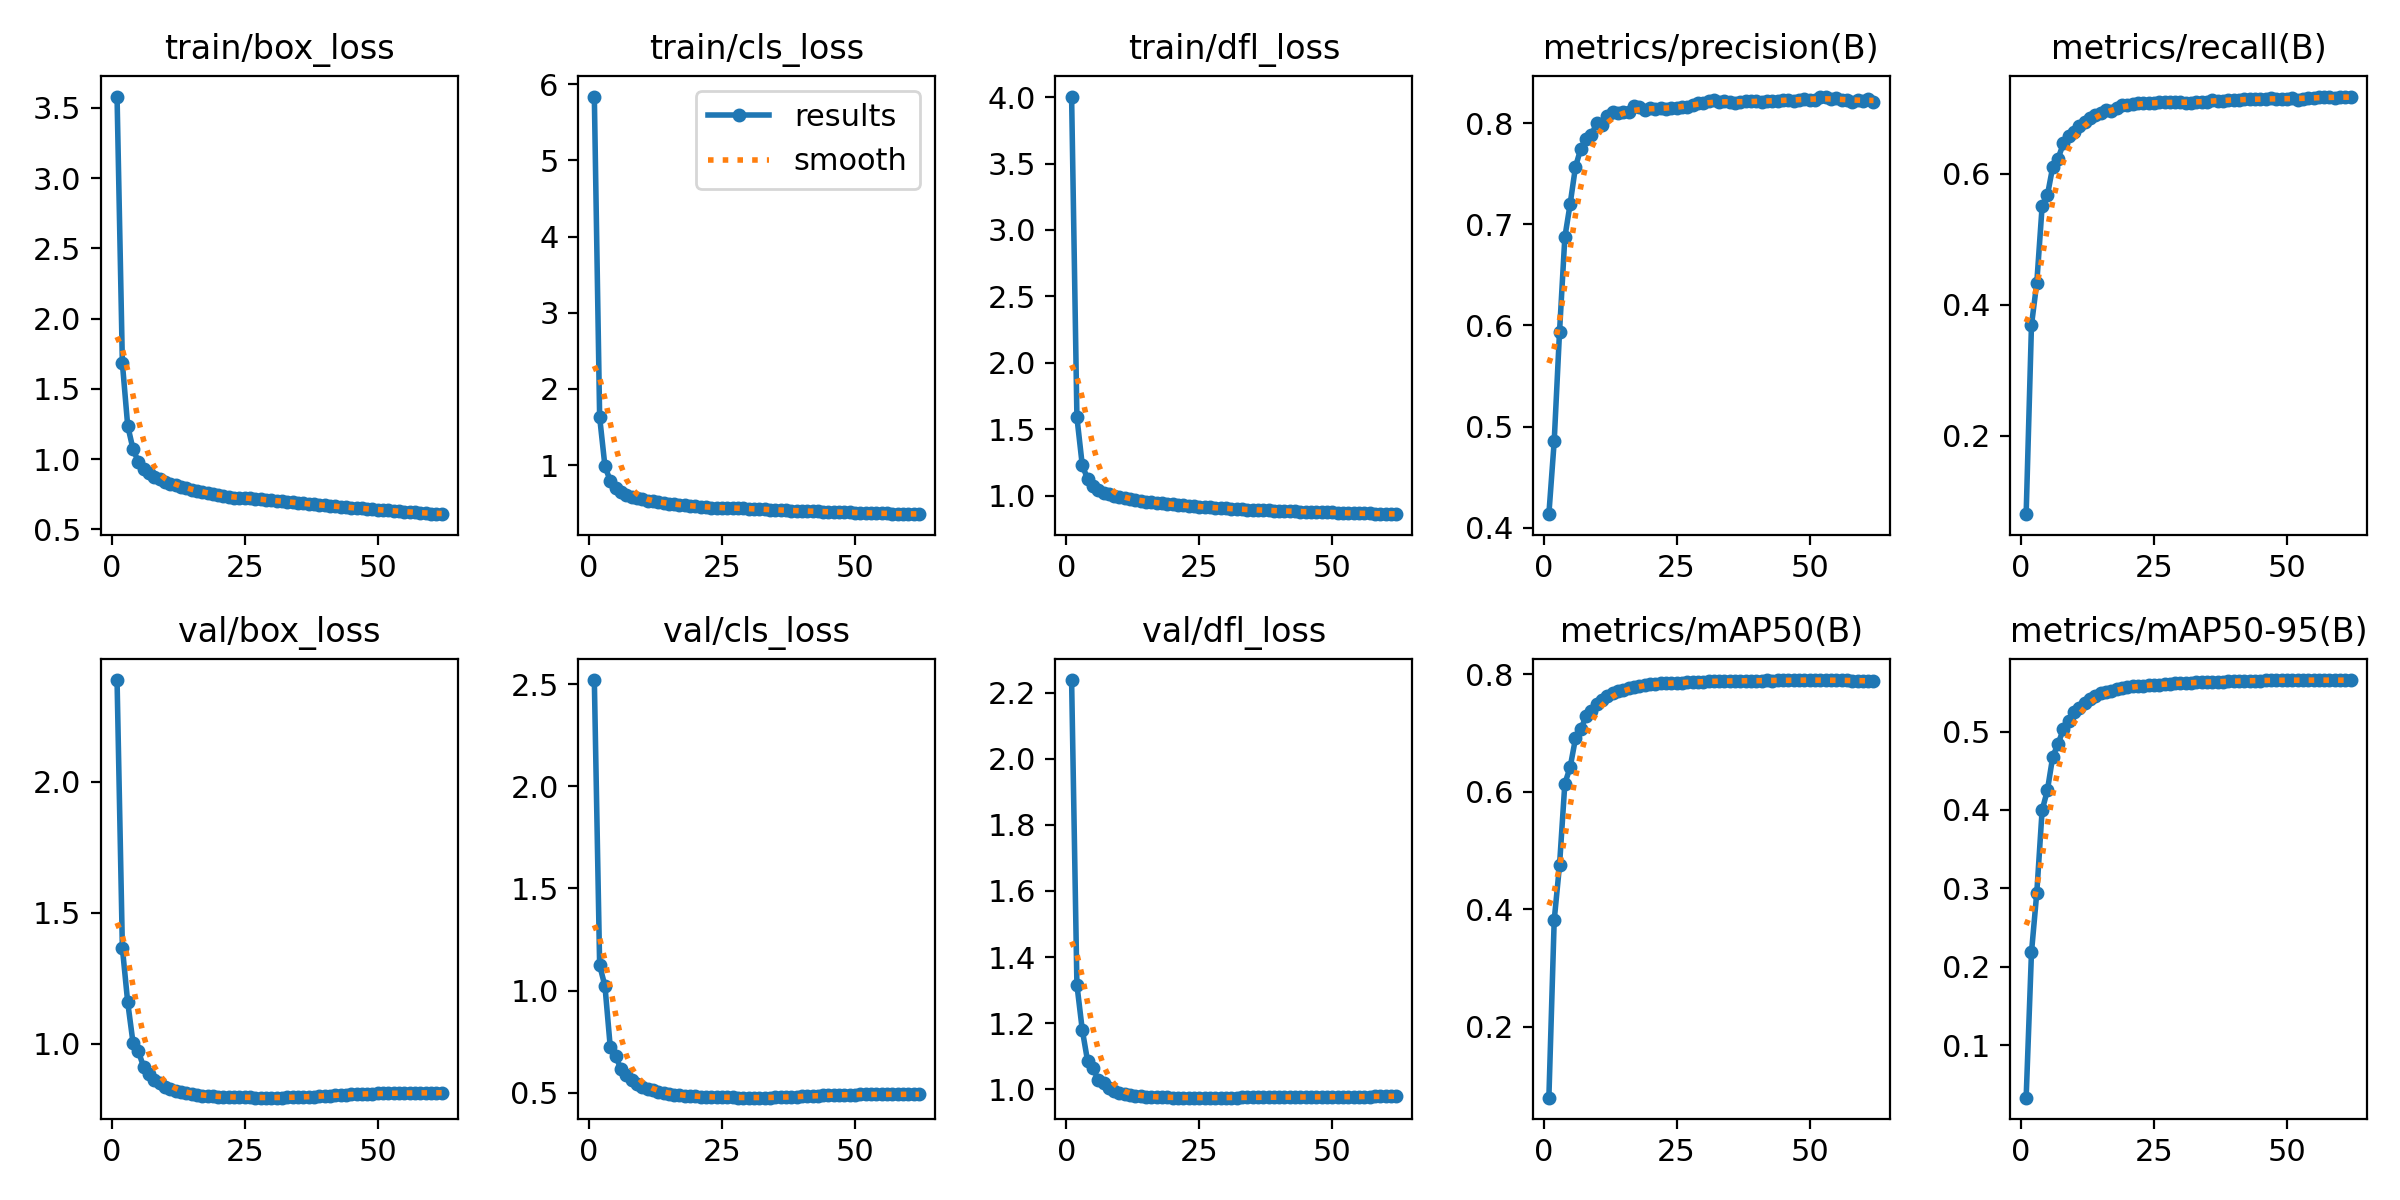 train/box_loss
train/cls_loss
train/dfl_loss
metrics/precision(B)
metrics/recall(B)
3.5
3.0
2.5
2.0
1.5
1.0
0.5
0 25 50
6
5
4
3
2
1
0 25 50
results
smooth
4.0
3.5
3.0
2.5
2.0
1.5
1.0
0 25 50
0.8
0.7
0.6
0.5
0.4
0 25 50
0.6
0.4
0.2
0 25 50
val/box_loss
val/cls_loss
val/dfl_loss
metrics/mAP50(B)
metrics/mAP50-95(B)
2.0
1.5
1.0
0 25 50
2.5
2.0
1.5
1.0
0.5
0 25 50
2.2
2.0
1.8
1.6
1.4
1.2
1.0
0 25 50
0.8
0.6
0.4
0.2
0 25 50
0.5
0.4
0.3
0.2
0.1
0 25 50